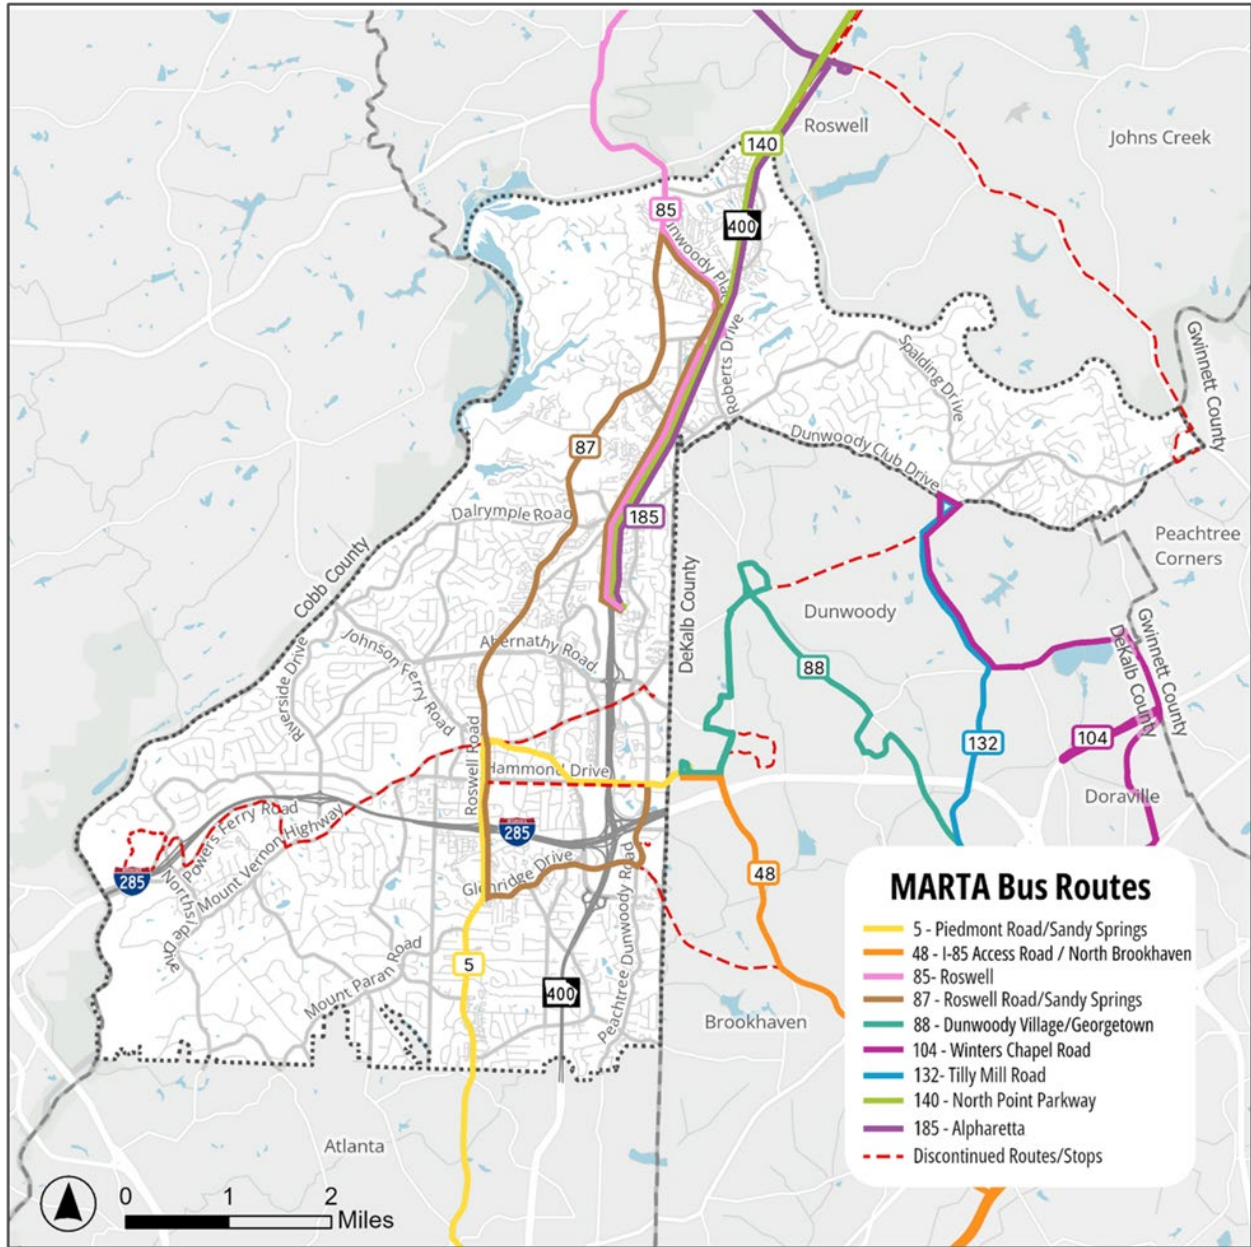 Roswell
Johns Creek
140
85
400
Dunwoody Place
Roberts Drive
Spalding Drive
Gwinnett County
Dunwoody Club Drive
87
185
Dalrymple Road
Peachtree
Corners
Cobb County
DeKalb County
Dunwoody
Johnson Ferry Road
Abernathy Road
Riverside Drive
88
Gwinnett County
DeKalb County
132
104
Roswell Road
Hammond Drive
Doraville
Powers Ferry Road
Mount Vernon Highway
285
285
Northside Drive
Glenridge Drive
48
Peachtree Dunwoody Road
5
Mount Paran Road
400
Brookhaven
Atlanta
MARTA Bus Routes
5 - Piedmont Road/Sandy Springs
48 - I-85 Access Road / North Brookhaven
85- Roswell
87 - Roswell Road/Sandy Springs
88 - Dunwoody Village/Georgetown
104 - Winters Chapel Road
132- Tilly Mill Road
140 - North Point Parkway
185 - Alpharetta
Discontinued Routes/Stops
0 1 2
Miles